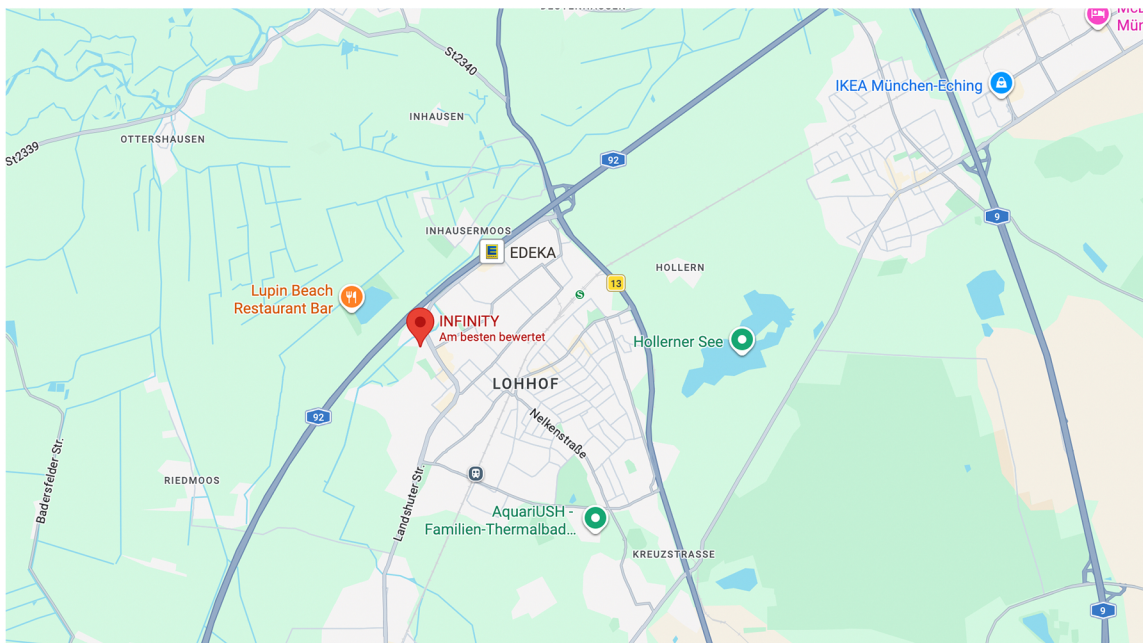 St2340
IKEA München-Eching
INHAUSEN
OTTERSHAUSEN
St2339
92
9
INHAUSERMOOS
EDEKA
HOLLERN
13
S
Lupin Beach
Restaurant Bar
INFINITY
Am besten bewertet
Hollerner See
LOHHOF
92
Nelkenstraße
Badersfelder Str.
RIEDMOOS
Landshuter Str.
AquariUSH -
Familien-Thermalbad...
KREUZSTRASSE
9